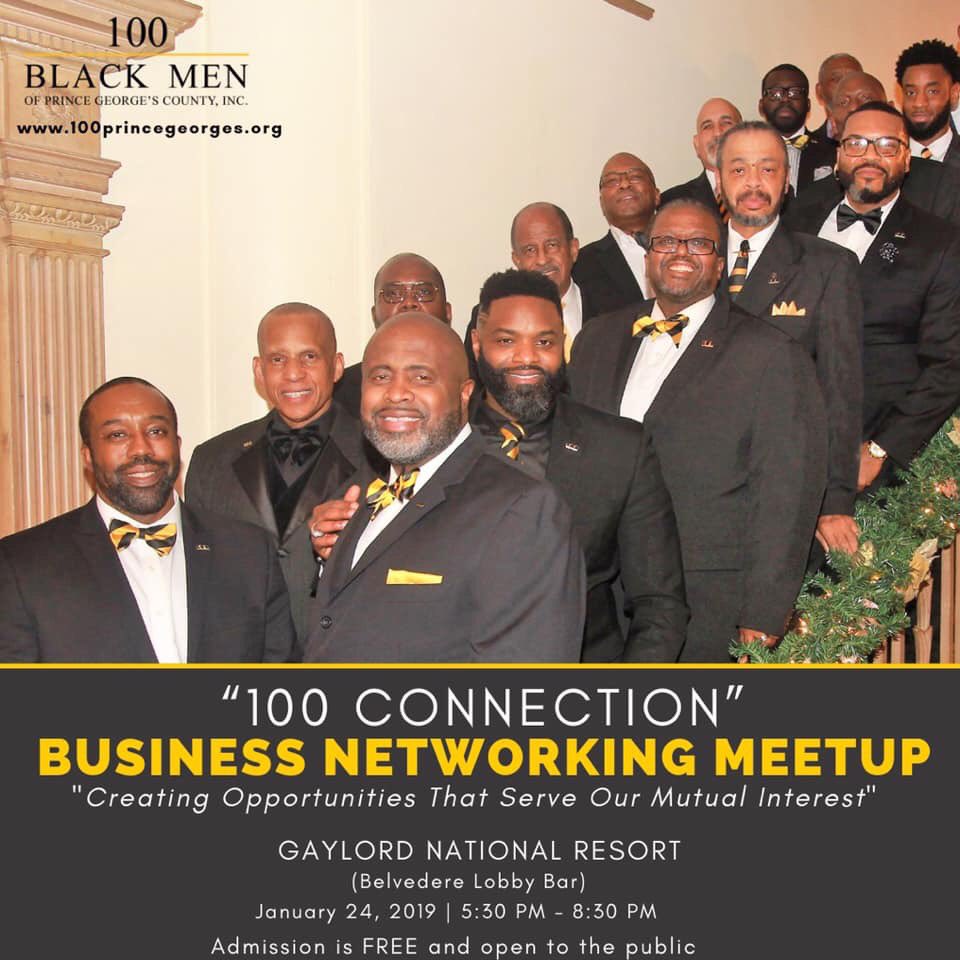 100
BLACK MEN
OF PRINCE GEORGE'S COUNTY, INC.
www.100princegeorges.org
“100 CONNECTION”
BUSINESS NETWORKING MEETUP
"Creating Opportunities That Serve Our Mutual Interest"
GAYLORD NATIONAL RESORT
(Belvedere Lobby Bar)
January 24, 2019 | 5:30 PM - 8:30 PM
Admission is FREE and open to the public